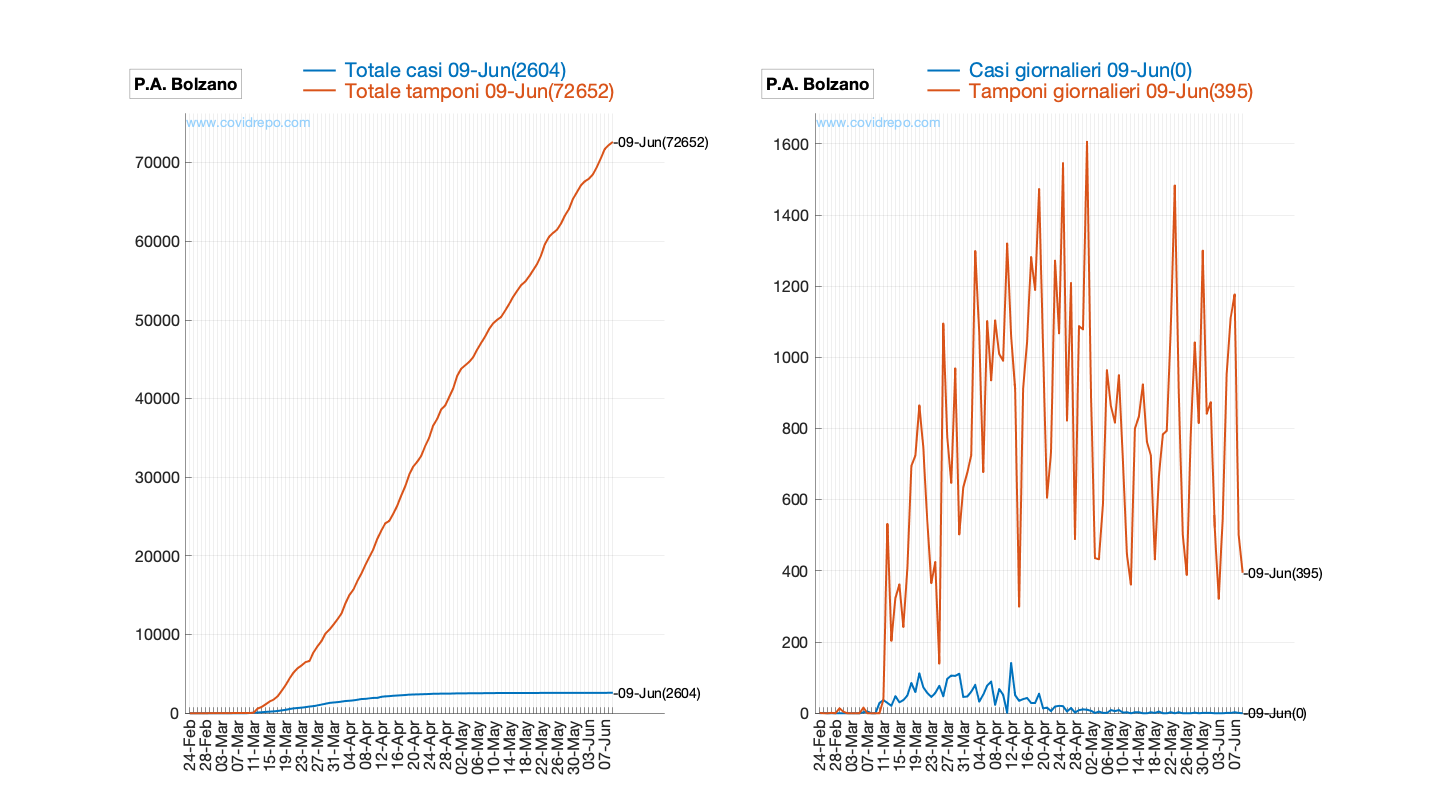 P.A. Bolzano
Totale casi 09-Jun(2604)
Totale tamponi 09-Jun(72652)
www.covidrepo.com
-09-Jun(72652)
-09-Jun(2604)
70000
60000
50000
40000
30000
20000
10000
0
24-Feb
28-Feb
03-Mar
07-Mar
11-Mar
15-Mar
19-Mar
23-Mar
27-Mar
31-Mar
04-Apr
08-Apr
12-Apr
16-Apr
20-Apr
24-Apr
28-Apr
02-May
06-May
10-May
14-May
18-May
22-May
26-May
30-May
03-Jun
07-Jun
P.A. Bolzano
Casi giornalieri 09-Jun(0)
Tamponi giornalieri 09-Jun(395)
www.covidrepo.com
-09-Jun(395)
-09-Jun(0)
1600
1400
1200
1000
800
600
400
200
0
24-Feb
28-Feb
03-Mar
07-Mar
11-Mar
15-Mar
19-Mar
23-Mar
27-Mar
31-Mar
04-Apr
08-Apr
12-Apr
16-Apr
20-Apr
24-Apr
28-Apr
02-May
06-May
10-May
14-May
18-May
22-May
26-May
30-May
03-Jun
07-Jun